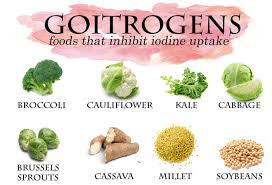 GOITROGENS
foods that inhibit iodine uptake
BROCCOLI
CAULIFLOWER
KALE
CABBAGE
BRUSSELS
SPROUTS
CASSAVA
MILLET
SOYBEANS